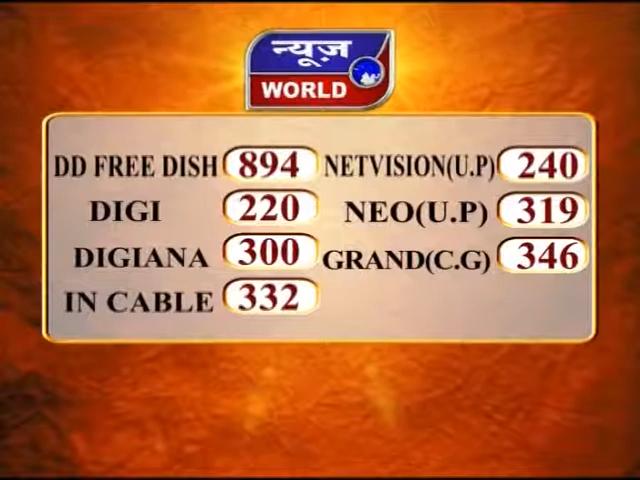 न्यूज़
WORLD
DD FREE DISH 894 NETVISION(U.P) 240
DIGI 220 NEO(U.P) 319
DIGIANA 300 GRAND(C.G) 346
IN CABLE 332